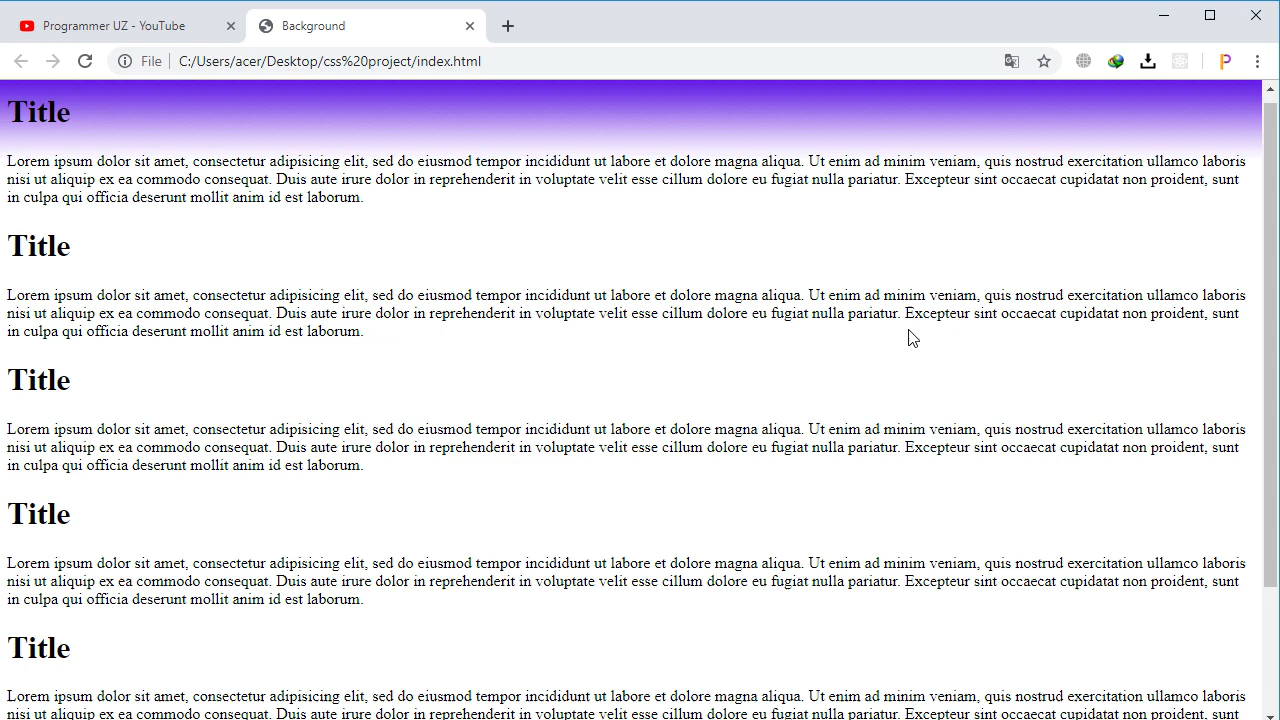 Programmer UZ - YouTube
Background
File
C:/Users/acer/Desktop/css%20project/index.html
Title
Lorem ipsum dolor sit amet, consectetur adipisicing elit, sed do eiusmod tempor incididunt ut labore et dolore magna aliqua. Ut enim ad minim veniam, quis nostrud exercitation ullamco laboris
nisi ut aliquip ex ea commodo consequat. Duis aute irure dolor in reprehenderit in voluptate velit esse cillum dolore eu fugiat nulla pariatur. Excepteur sint occaecat cupidatat non proident, sunt
in culpa qui officia deserunt mollit anim id est laborum.
Title
Lorem ipsum dolor sit amet, consectetur adipisicing elit, sed do eiusmod tempor incididunt ut labore et dolore magna aliqua. Ut enim ad minim veniam, quis nostrud exercitation ullamco laboris
nisi ut aliquip ex ea commodo consequat. Duis aute irure dolor in reprehenderit in voluptate velit esse cillum dolore eu fugiat nulla pariatur. Excepteur sint occaecat cupidatat non proident, sunt
in culpa qui officia deserunt mollit anim id est laborum.
Title
Lorem ipsum dolor sit amet, consectetur adipisicing elit, sed do eiusmod tempor incididunt ut labore et dolore magna aliqua. Ut enim ad minim veniam, quis nostrud exercitation ullamco laboris
nisi ut aliquip ex ea commodo consequat. Duis aute irure dolor in reprehenderit in voluptate velit esse cillum dolore eu fugiat nulla pariatur. Excepteur sint occaecat cupidatat non proident, sunt
in culpa qui officia deserunt mollit anim id est laborum.
Title
Lorem ipsum dolor sit amet, consectetur adipisicing elit, sed do eiusmod tempor incididunt ut labore et dolore magna aliqua. Ut enim ad minim veniam, quis nostrud exercitation ullamco laboris
nisi ut aliquip ex ea commodo consequat. Duis aute irure dolor in reprehenderit in voluptate velit esse cillum dolore eu fugiat nulla pariatur. Excepteur sint occaecat cupidatat non proident, sunt
in culpa qui officia deserunt mollit anim id est laborum.
Title
Lorem ipsum dolor sit amet, consectetur adipisicing elit, sed do eiusmod tempor incididunt ut labore et dolore magna aliqua. Ut enim ad minim veniam, quis nostrud exercitation ullamco laboris
nisi ut aliquip ex ea commodo consequat. Duis aute irure dolor in reprehenderit in voluptate velit esse cillum dolore eu fugiat nulla pariatur. Excepteur sint occaecat cupidatat non proident, sunt